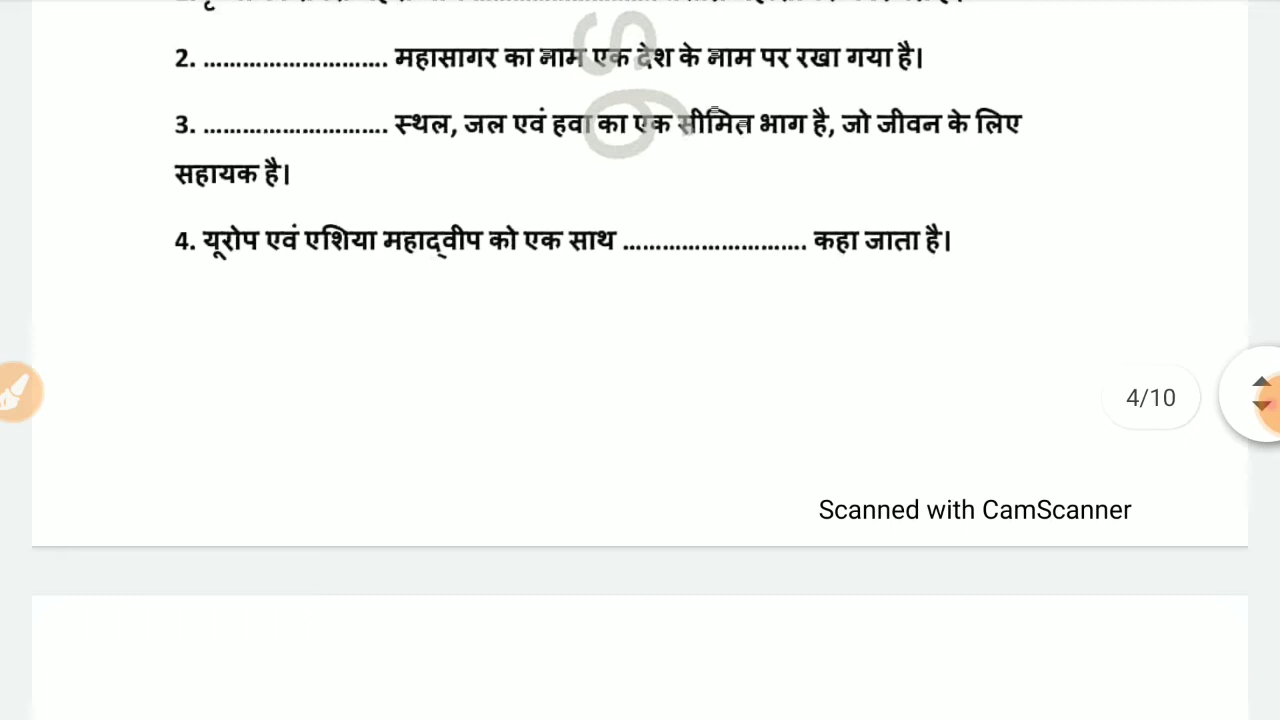 2. ............................ महासागर का नाम एक देश के नाम पर रखा गया है।
3. ............................ स्थल, जल एवं हवा का एक सीमित भाग है, जो जीवन के लिए
सहायक है।
4. यूरोप एवं एशिया महाद्वीप को एक साथ ............................ कहा जाता है।
4/10
Scanned with CamScanner